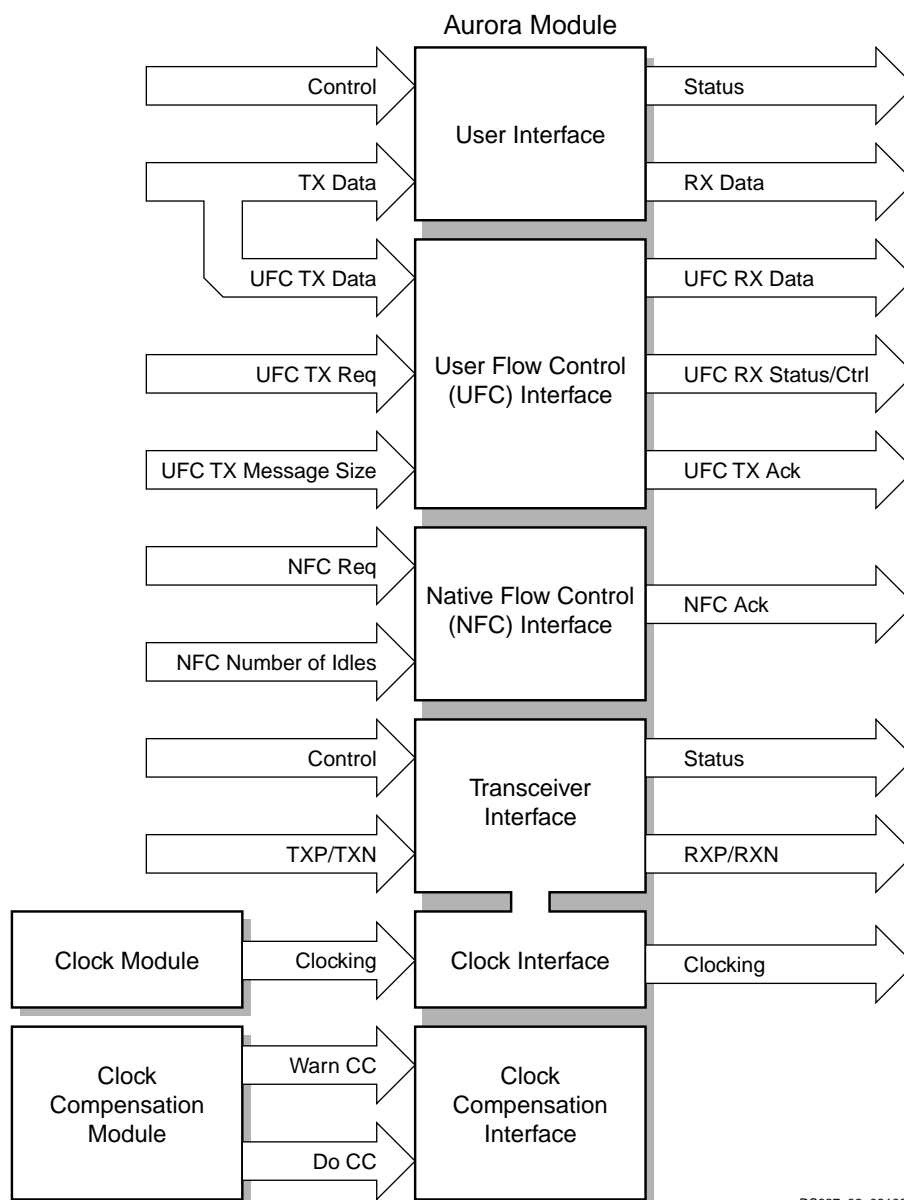 Aurora Module
Control
User Interface
Status
TX Data
RX Data
UFC TX Data
UFC RX Data
UFC TX Req
User Flow Control
(UFC) Interface
UFC RX Status/Ctrl
UFC TX Message Size
UFC TX Ack
NFC Req
Native Flow Control
(NFC) Interface
NFC Ack
NFC Number of Idles
Control
Transceiver
Interface
Status
TXP/TXN
RXP/RXN
Clock Module
Clocking
Clock Interface
Clocking
Clock
Compensation
Module
Warn CC
Do CC
Clock
Compensation
Interface